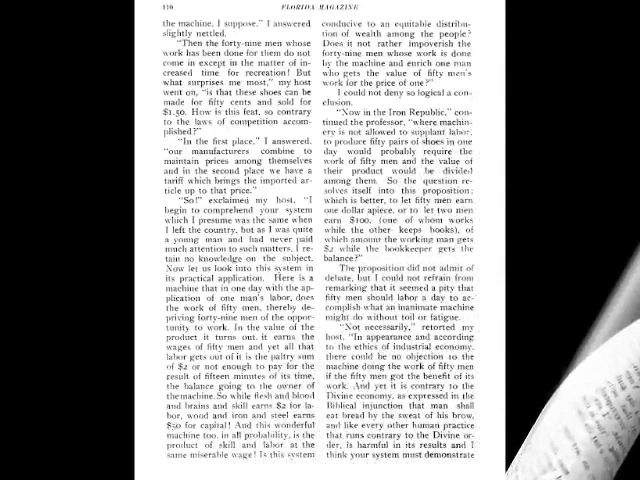 110
FLORIDA MAGAZINE
the machine, I suppose." I answered
slightly nettled.
"Then the forty-nine men whose
work has been done for them do not
come in except in the matter of in-
creased time for recreation! But
what surprises me most," my host
went on, "is that these shoes can be
made for fifty cents and sold for
$1.50. How is this feat, so contrary
to the laws of competition accom-
plished?"
"In the first place," I answered,
"our manufacturers combine to
maintain prices among themselves
and in the second place we have a
tariff which brings the imported ar-
ticle up to that price."
"So!" exclaimed my host. "I
begin to comprehend your system
which I presume was the same when
I left the country, but as I was quite
a young man and had never paid
much attention to such matters, I re-
tain no knowledge on the subject.
Now let us look into this system in
its practical application. Here is a
machine that in one day with the ap-
plication of one man's labor, does
the work of fifty men, thereby de-
priving forty-nine men of the oppor-
tunity to work. In the value of the
product it turns out, it earns the
wages of fifty men and yet all that
labor gets out of it is the paltry sum
of $2 or not enough to pay for the
result of fifteen minutes of its time,
the balance going to the owner of
the machine. So while flesh and blood
and brains and skill earns $2 for la-
bor, wood and iron and steel earns
$50 for capital! And this wonderful
machine too, in all probability, is the
product of skill and labor at the
same miserable wage! Is this system
conducive to an equitable distribu-
tion of wealth among the people?
Does it not rather impoverish the
forty-nine men whose work is done
by the machine and enrich one man
who gets the value of fifty men's
work for the price of one?"
I could not deny so logical a con-
clusion.
"Now in the Iron Republic," con-
tinued the professor, "where machin-
ery is not allowed to supplant labor,
to produce fifty pairs of shoes in one
day would probably require the
work of fifty men and the value of
their product would be divided
among them. So the question re-
solves itself into this proposition:
which is better, to let fifty men earn
one dollar apiece, or to let two men
earn $100, (one of whom works
while the other keeps books), of
which amount the working man gets
$2 while the bookkeeper gets the
balance?"
The proposition did not admit of
debate, but I could not refrain from
remarking that it seemed a pity that
fifty men should labor a day to ac-
complish what an inanimate machine
might do without toil or fatigue.
"Not necessarily," retorted my
host. "In appearance and according
to the ethics of industrial economy,
there could be no objection to the
machine doing the work of fifty men
if the fifty men got the benefit of its
work. And yet it is contrary to the
Divine economy, as expressed in the
Biblical injunction that man shall
eat bread by the sweat of his brow,
and like every other human practice
that runs contrary to the Divine or-
der, is harmful in its results and I
think your system must demonstrate